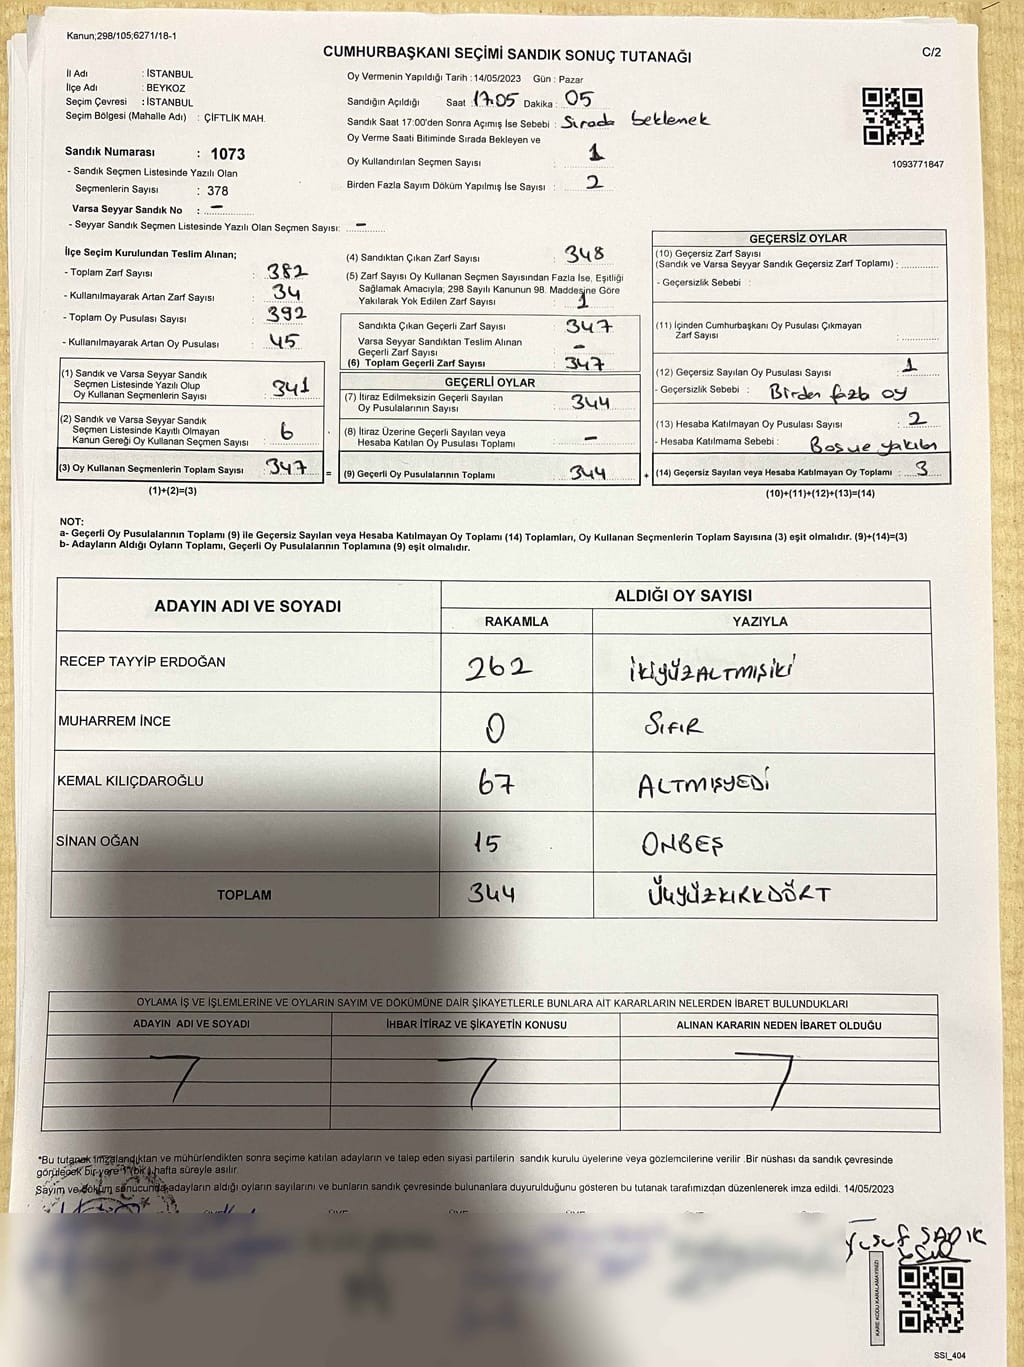 Kanun;298/105;6271/18-1
CUMHURBAŞKANI SEÇİMİ SANDIK SONUÇ TUTANAĞI
C/2
İl Adı : İSTANBUL
İlçe Adı : BEYKOZ
Seçim Çevresi : İSTANBUL
Seçim Bölgesi (Mahalle Adı) : ÇİFTLİK MAH.
Sandık Numarası : 1073
- Sandık Seçmen Listesinde Yazılı Olan
Seçmenlerin Sayısı : 378
Varsa Seyyar Sandık No : -
- Seyyar Sandık Seçmen Listesinde Yazılı Olan Seçmen Sayısı: -
Oy Vermenin Yapıldığı Tarih : 14/05/2023 Gün : Pazar
Sandığın Açıldığı Saat 17.05 Dakika : 05
Sandık Saat 17:00'den Sonra Açımış İse Sebebi : Sırada beklemek
Oy Verme Saati Bitiminde Sırada Bekleyen ve
Oy Kullandırılan Seçmen Sayısı : 1
Birden Fazla Sayım Döküm Yapılmış İse Sayısı : 2
1093771847
İlçe Seçim Kurulundan Teslim Alınan;
- Toplam Zarf Sayısı : 382
- Kullanılmayarak Artan Zarf Sayısı : 34
- Toplam Oy Pusulası Sayısı : 392
- Kullanılmayarak Artan Oy Pusulası : 45
(1) Sandık ve Varsa Seyyar Sandık
Seçmen Listesinde Yazılı Olup
Oy Kullanan Seçmenlerin Sayısı : 341
(2) Sandık ve Varsa Seyyar Sandık
Seçmen Listesinde Kayıtlı Olmayan
Kanun Gereği Oy Kullanan Seçmen Sayısı : 6
(3) Oy Kullanan Seçmenlerin Toplam Sayısı : 347
(1)+(2)=(3)
(4) Sandıktan Çıkan Zarf Sayısı : 348
(5) Zarf Sayısı Oy Kullanan Seçmen Sayısından Fazla İse, Eşitliği
Sağlamak Amacıyla; 298 Sayılı Kanunun 98. Maddesine Göre
Yakılarak Yok Edilen Zarf Sayısı : 1
Sandıkta Çıkan Geçerli Zarf Sayısı : 347
Varsa Seyyar Sandıktan Teslim Alınan
Geçerli Zarf Sayısı : -
(6) Toplam Geçerli Zarf Sayısı : 347
GEÇERLİ OYLAR
(7) İtiraz Edilmeksizin Geçerli Sayılan
Oy Pusulalarının Sayısı : 344
(8) İtiraz Üzerine Geçerli Sayılan veya
Hesaba Katılan Oy Pusulası Toplamı : -
= (9) Geçerli Oy Pusulalarının Toplamı : 344 +
GEÇERSİZ OYLAR
(10) Geçersiz Zarf Sayısı
(Sandık ve Varsa Seyyar Sandık Geçersiz Zarf Toplamı) :
- Geçersizlik Sebebi :
(11) İçinden Cumhurbaşkanı Oy Pusulası Çıkmayan
Zarf Sayısı :
(12) Geçersiz Sayılan Oy Pusulası Sayısı : 1
- Geçersizlik Sebebi : Birden fazla oy
(13) Hesaba Katılmayan Oy Pusulası Sayısı : 2
- Hesaba Katılmama Sebebi :
(14) Geçersiz Sayılan veya Hesaba Katılmayan Oy Toplamı : 3
(10)+(11)+(12)+(13)=(14)
NOT:
a- Geçerli Oy Pusulalarının Toplamı (9) ile Geçersiz Sayılan veya Hesaba Katılmayan Oy Toplamı (14) Toplamları, Oy Kullanan Seçmenlerin Toplam Sayısına (3) eşit olmalıdır. (9)+(14)=(3)
b- Adayların Aldığı Oyların Toplamı, Geçerli Oy Pusulalarının Toplamına (9) eşit olmalıdır.
ADAYIN ADI VE SOYADI
ALDIĞI OY SAYISI
RAKAMLA YAZIYLA
RECEP TAYYİP ERDOĞAN 262 İKİYÜZALTMIŞİKİ
MUHARREM İNCE 0 SIFIR
KEMAL KILIÇDAROĞLU 67 ALTMIŞYEDİ
SİNAN OĞAN 15 ONBEŞ
TOPLAM 344 ÜÇYÜZKIRKDÖRT
OYLAMA İŞ VE İŞLEMLERİNE VE OYLARIN SAYIM VE DÖKÜMÜNE DAİR ŞİKAYETLERLE BUNLARA AİT KARARLARIN NELERDEN İBARET BULUNDUKLARI
ADAYIN ADI VE SOYADI İHBAR İTİRAZ VE ŞİKAYETİN KONUSU ALINAN KARARIN NEDEN İBARET OLDUĞU
*Bu tutanak imzalandıktan ve mühürlendikten sonra seçime katılan adayların ve talep eden siyasi partilerin sandık kurulu üyelerine veya gözlemcilerine verilir .Bir nüshası da sandık çevresinde
görülecek bir yere 1 (bir) hafta süreyle asılır.
Sayım ve döküm sonucunda adayların aldığı oyların sayılarını ve bunların sandık çevresinde bulunanlara duyurulduğunu gösteren bu tutanak tarafımızdan düzenlenerek imza edildi. 14/05/2023
Yusuf SADIK
KARE KODU KARALAMAYINIZ!
SSI_404